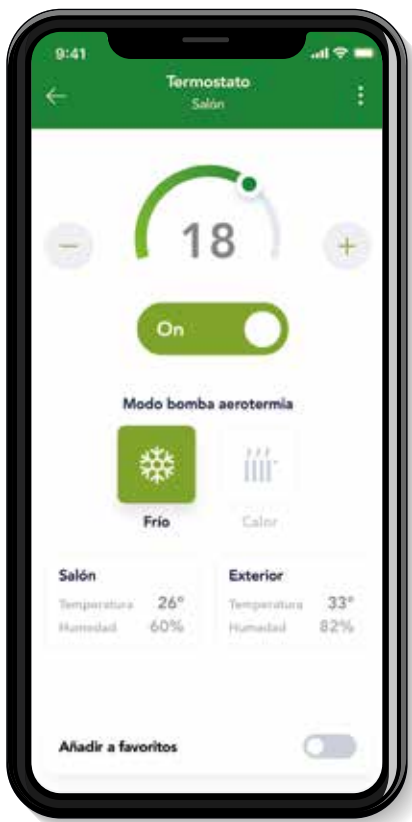 9:41
Termostato
Salón
18
On
Modo bomba aerotermia
Frío
Calor
Salón
Temperatura 26°
Humedad 60%
Exterior
Temperatura 33°
Humedad 82%
Añadir a favoritos